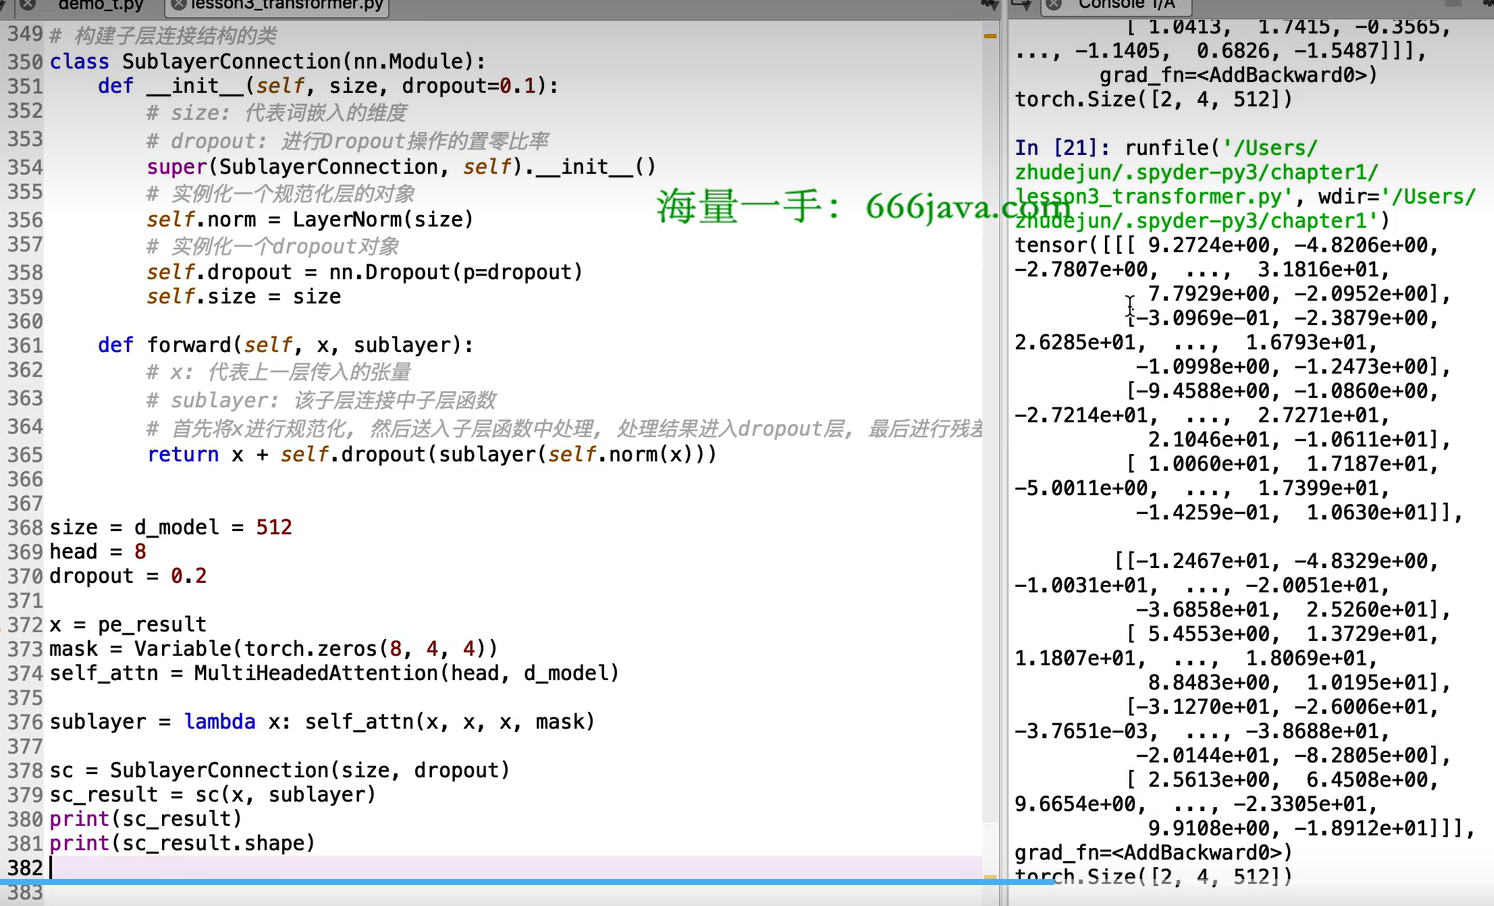 demo_t.py
lesson3_transformer.py
349 # 构建子层连接结构的类
350 class SublayerConnection(nn.Module):
351     def __init__(self, size, dropout=0.1):
352         # size: 代表词嵌入的维度
353         # dropout: 进行Dropout操作的置零比率
354         super(SublayerConnection, self).__init__()
355         # 实例化一个规范化层的对象
356         self.norm = LayerNorm(size)
357         # 实例化一个dropout对象
358         self.dropout = nn.Dropout(p=dropout)
359         self.size = size
360
361     def forward(self, x, sublayer):
362         # x: 代表上一层传入的张量
363         # sublayer: 该子层连接中子层函数
364         # 首先将x进行规范化, 然后送入子层函数中处理, 处理结果进入dropout层, 最后进行残差
365         return x + self.dropout(sublayer(self.norm(x)))
366
367
368 size = d_model = 512
369 head = 8
370 dropout = 0.2
371
372 x = pe_result
373 mask = Variable(torch.zeros(8, 4, 4))
374 self_attn = MultiHeadedAttention(head, d_model)
375
376 sublayer = lambda x: self_attn(x, x, x, mask)
377
378 sc = SublayerConnection(size, dropout)
379 sc_result = sc(x, sublayer)
380 print(sc_result)
381 print(sc_result.shape)
382
383
海量一手: 666java.com
Console 1/A
[ 1.0413,  1.7415, -0.3565,
..., -1.1405,  0.6826, -1.5487]]],
grad_fn=<AddBackward0>)
torch.Size([2, 4, 512])
In [21]: runfile('/Users/
zhudejun/.spyder-py3/chapter1/
lesson3_transformer.py', wdir='/Users/
zhudejun/.spyder-py3/chapter1')
tensor([[[ 9.2724e+00, -4.8206e+00,
-2.7807e+00,  ...,  3.1816e+01,
7.7929e+00, -2.0952e+00],
[-3.0969e-01, -2.3879e+00,
2.6285e+01,  ...,  1.6793e+01,
-1.0998e+00, -1.2473e+00],
[-9.4588e+00, -1.0860e+00,
-2.7214e+01,  ...,  2.7271e+01,
2.1046e+01, -1.0611e+01],
[ 1.0060e+01,  1.7187e+01,
-5.0011e+00,  ...,  1.7399e+01,
-1.4259e-01,  1.0630e+01]],
[[-1.2467e+01, -4.8329e+00,
-1.0031e+01,  ..., -2.0051e+01,
-3.6858e+01,  2.5260e+01],
[ 5.4553e+00,  1.3729e+01,
1.1807e+01,  ...,  1.8069e+01,
8.8483e+00,  1.0195e+01],
[-3.1270e+01, -2.6006e+01,
-3.7651e-03,  ..., -3.8688e+01,
-2.0144e+01, -8.2805e+00],
[ 2.5613e+00,  6.4508e+00,
9.6654e+00,  ..., -2.3305e+01,
9.9108e+00, -1.8912e+01]]],
grad_fn=<AddBackward0>)
torch.Size([2, 4, 512])